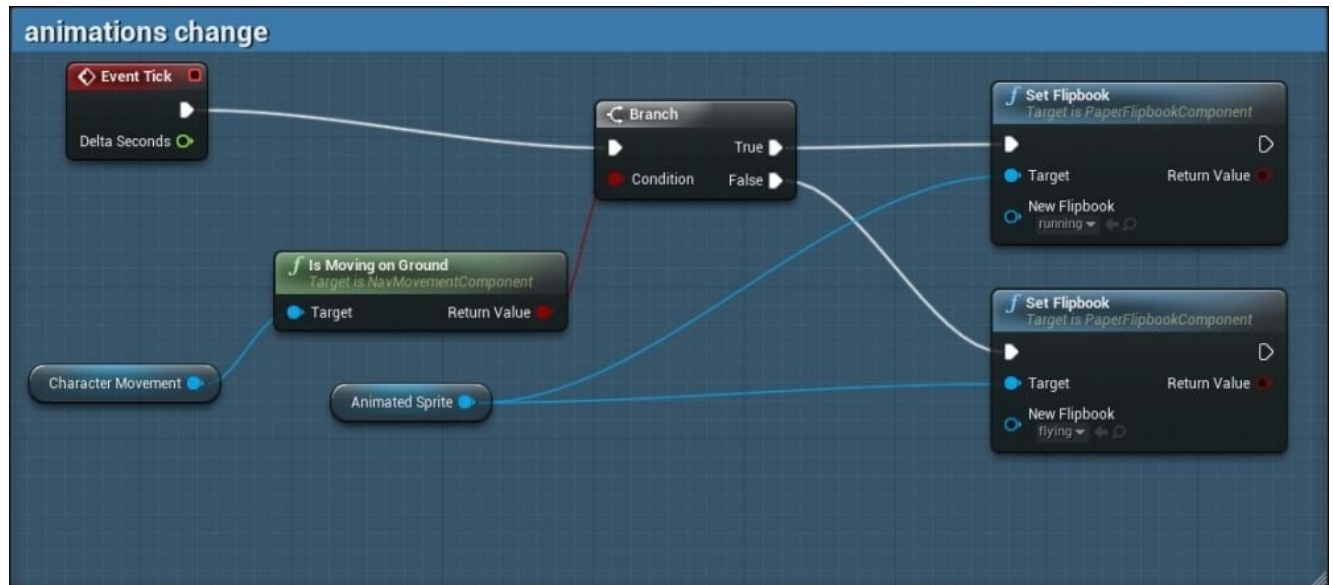 animations change
Event Tick
Delta Seconds
Branch
True
Condition
False
Set Flipbook
Target is PaperFlipbookComponent
Target
Return Value
New Flipbook
running
Is Moving on Ground
Target is NavMovementComponent
Target
Return Value
Character Movement
Animated Sprite
Set Flipbook
Target is PaperFlipbookComponent
Target
Return Value
New Flipbook
flying